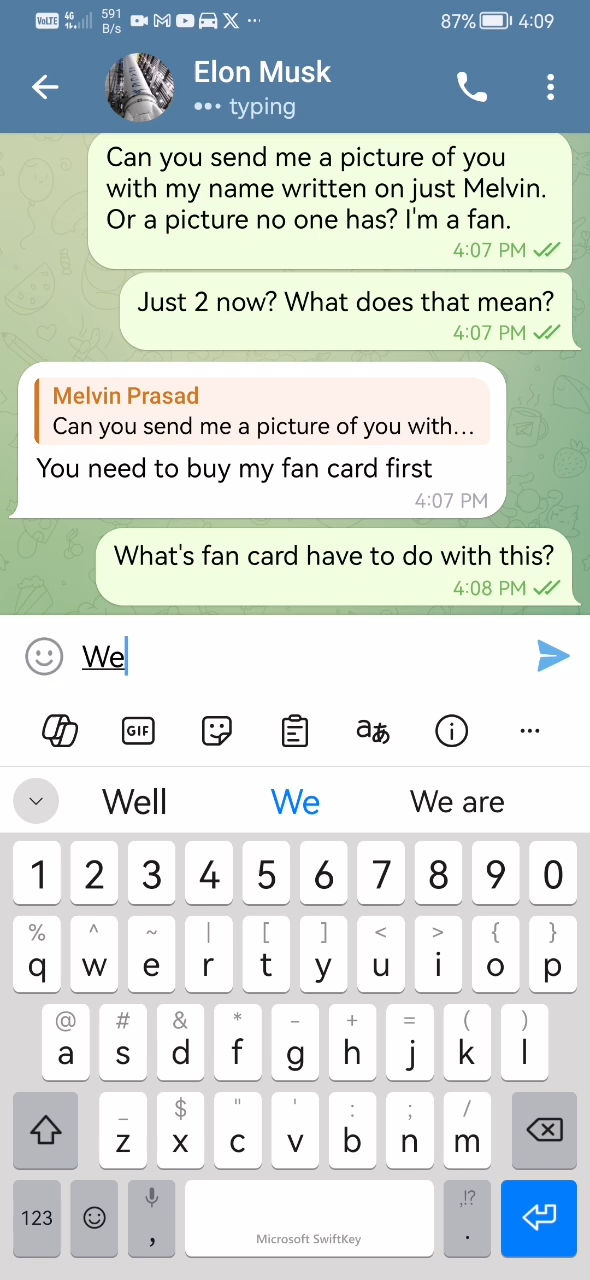 VoLTE 4G 591 B/s 87% 4:09
Elon Musk
typing
Can you send me a picture of you
with my name written on just Melvin.
Or a picture no one has? I'm a fan.
4:07 PM
Just 2 now? What does that mean?
4:07 PM
Melvin Prasad
Can you send me a picture of you with...
You need to buy my fan card first
4:07 PM
What's fan card have to do with this?
4:08 PM
We
GIF aあ ...
Well We We are
1 2 3 4 5 6 7 8 9 0
% ^ ~ | [ ] < > { }
q w e r t y u i o p
@ # & * - + = ( )
a s d f g h j k l
_ $ " ' : ; /
z x c v b n m
,!?
123 , Microsoft SwiftKey .